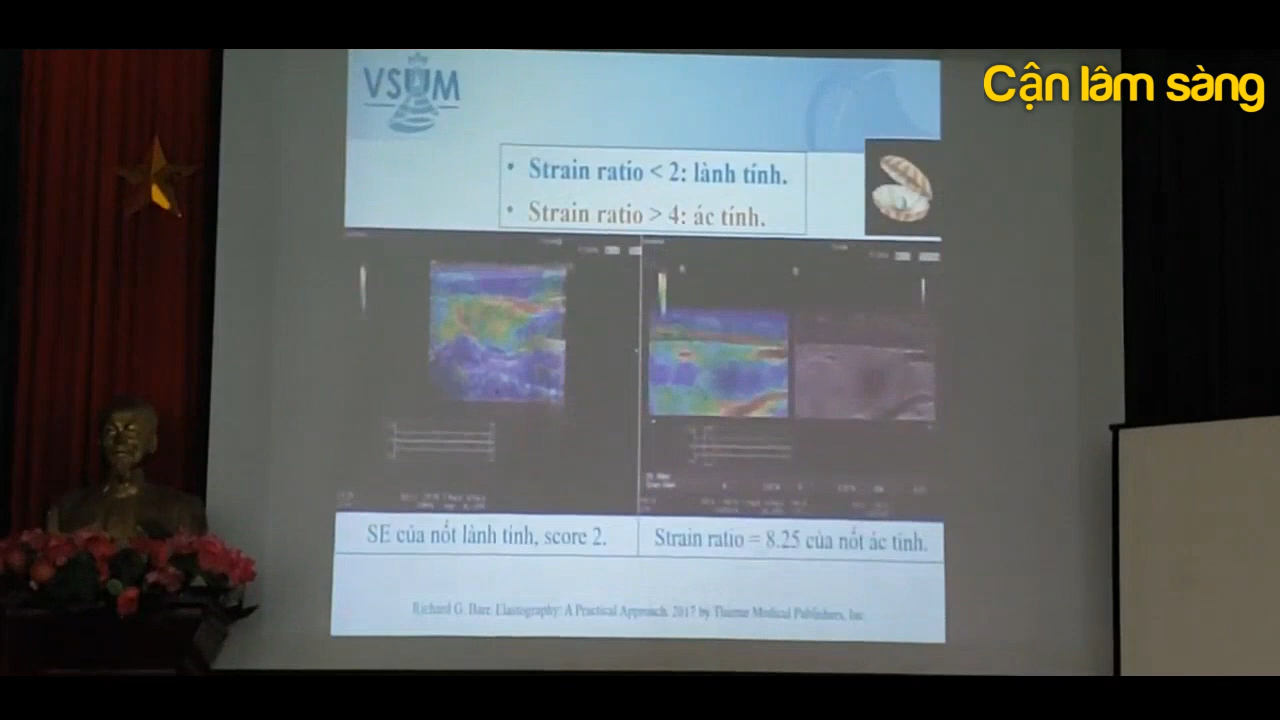 Cận lâm sàng
VSUM
• Strain ratio < 2: lành tính.
• Strain ratio > 4: ác tính.
SE của nốt lành tính, score 2.
Strain ratio = 8.25 của nốt ác tính.
Richard G. Barr. Elastography: A Practical Approach. 2017 by Thieme Medical Publishers, Inc